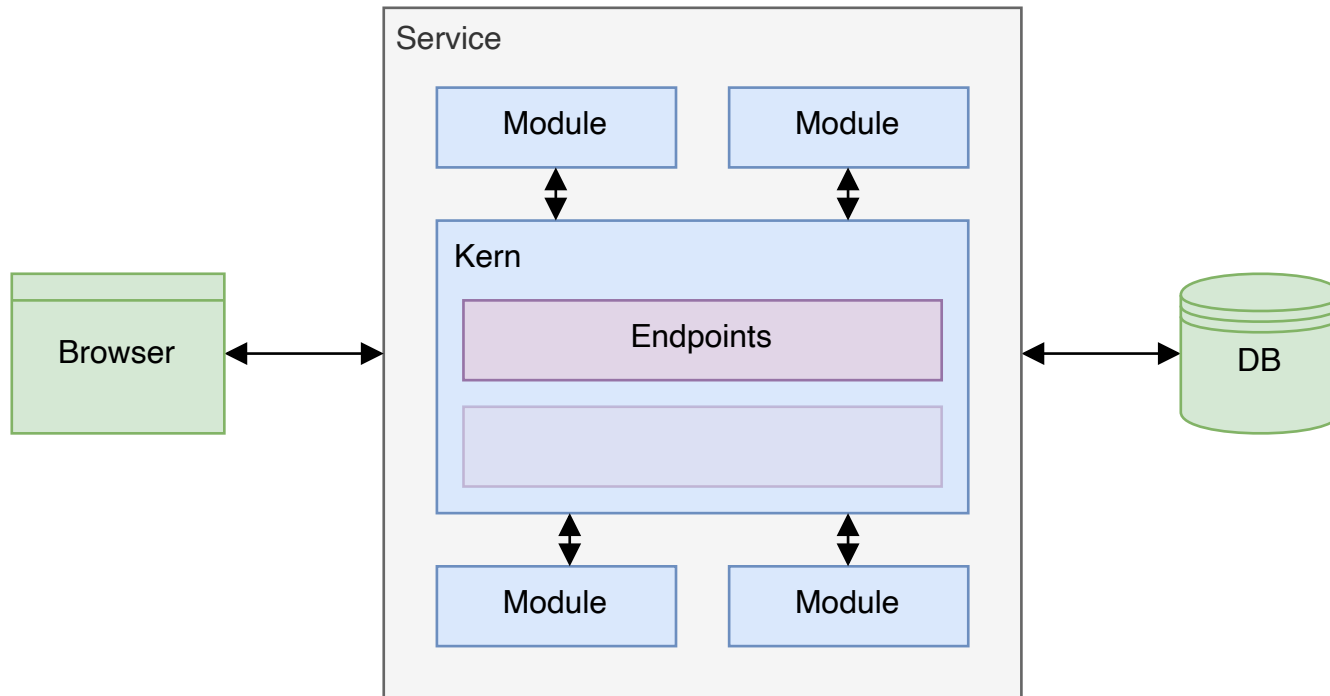 Service
Module
Module
Kern
Endpoints
Browser
DB
Module
Module